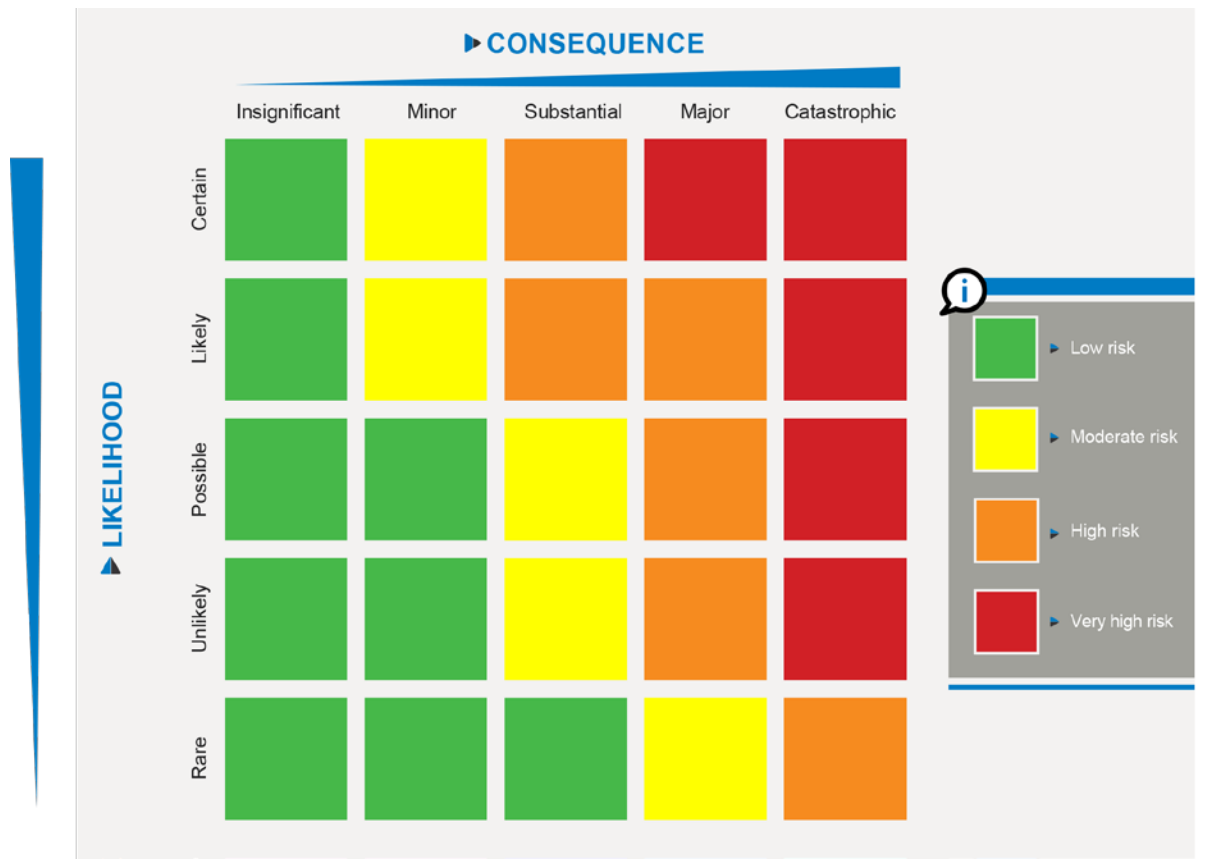 CONSEQUENCE
Insignificant Minor Substantial Major Catastrophic
LIKELIHOOD
Certain
Likely
Possible
Unlikely
Rare
i
Low risk
Moderate risk
High risk
Very high risk